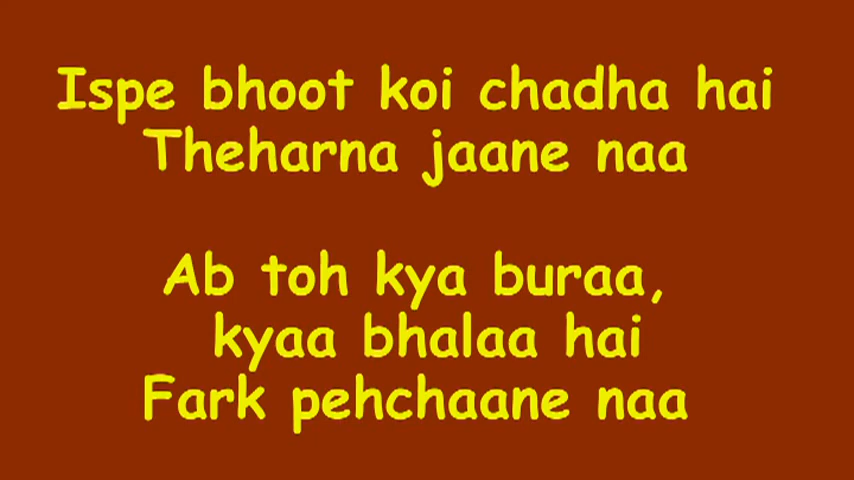 Ispe bhoot koi chadha hai
Theharna jaane naa
Ab toh kya buraa,
kyaa bhalaa hai
Fark pehchaane naa